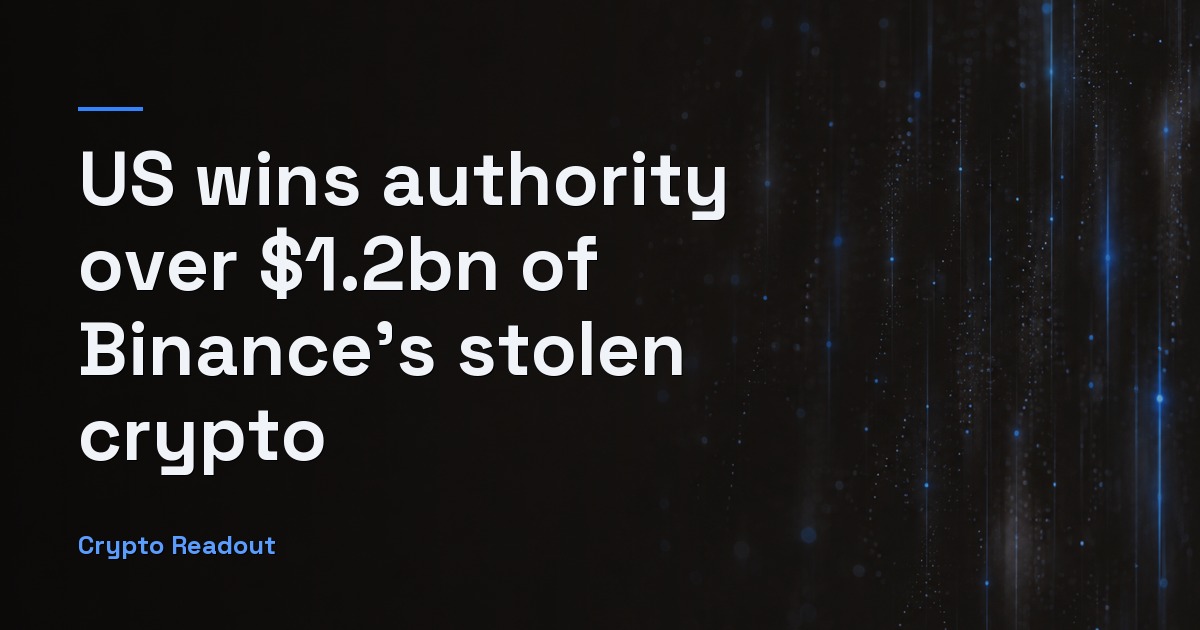 US wins authority
over $1.2bn of
Binance’s stolen
crypto
Crypto Readout